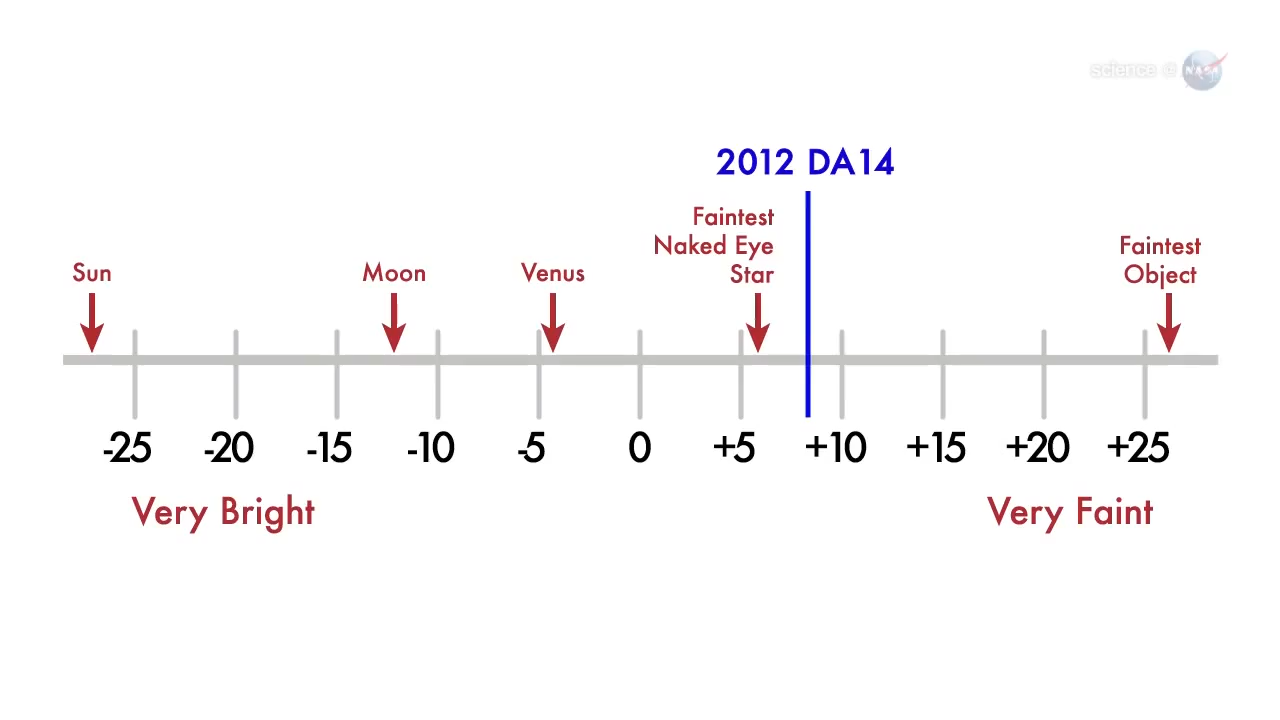 science @ NASA
2012 DA14
Faintest
Naked Eye
Star
Faintest
Object
Sun
Moon
Venus
-25 -20 -15 -10 -5 0 +5 +10 +15 +20 +25
Very Bright
Very Faint